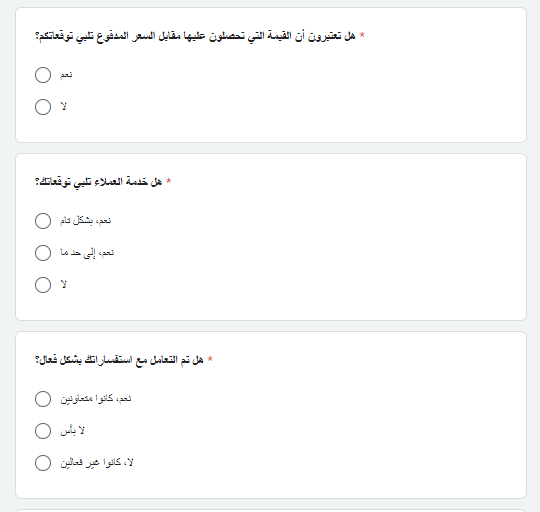 هل تعتبرون أن القيمة التي تحصلون عليها مقابل السعر المدفوع تلبي توقعاتكم؟ *
نعم
لا
هل خدمة العملاء تلبي توقعاتك؟ *
نعم، بشكل تام
نعم، إلى حد ما
لا
هل تم التعامل مع استفساراتك بشكل فعال؟ *
نعم، كانوا متعاونين
لا بأس
لا، كانوا غير فعالين